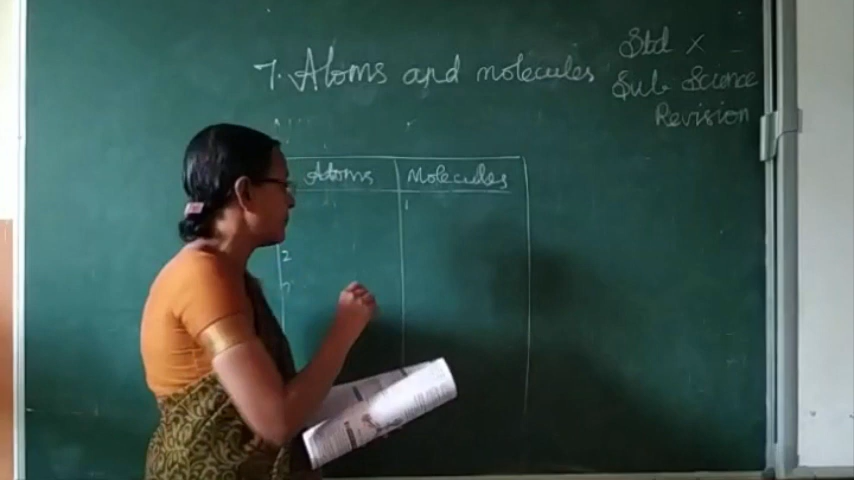 7. Atoms and molecules
Std X
Sub Science
Revision
Atoms Molecules
1
2